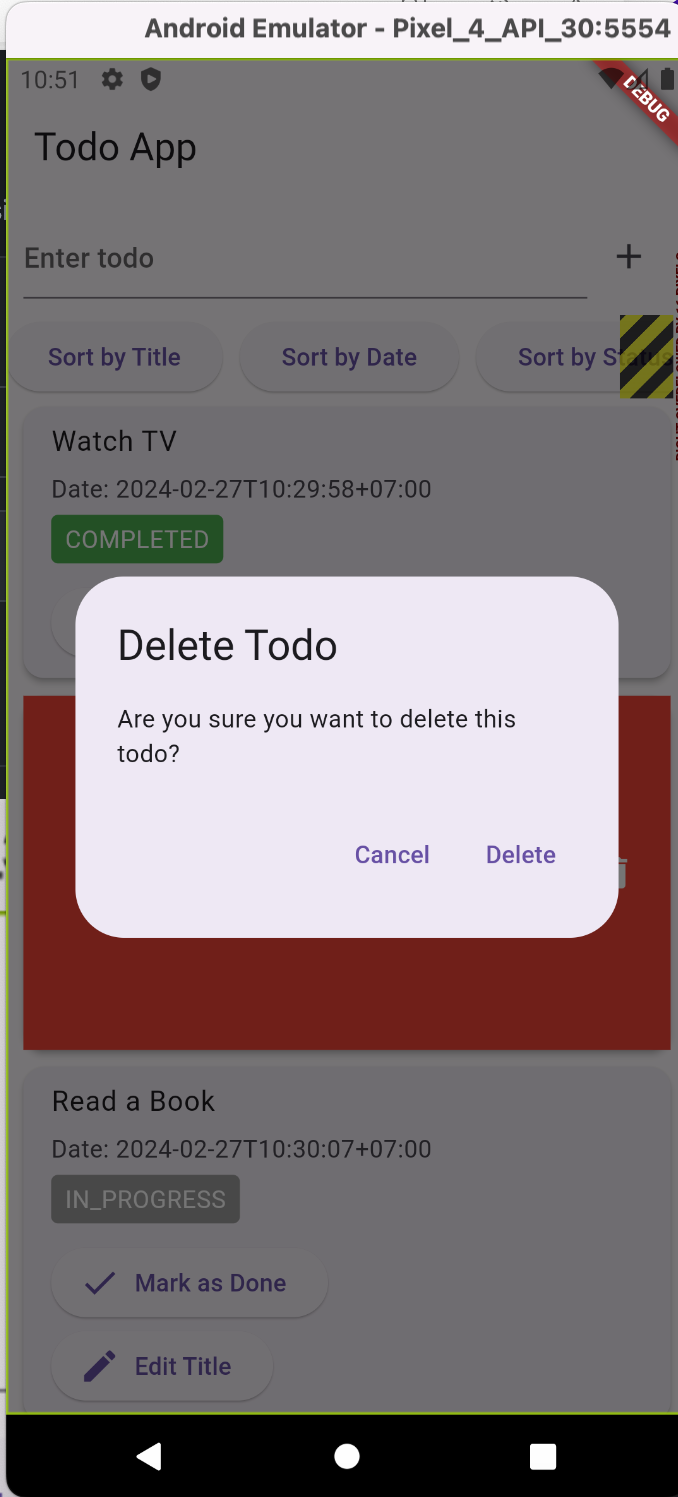 Android Emulator - Pixel_4_API_30:5554
10:51
DEBUG
Todo App
Enter todo
Sort by Title
Sort by Date
Sort by Status
Watch TV
Date: 2024-02-27T10:29:58+07:00
COMPLETED
Delete Todo
Are you sure you want to delete this
todo?
Cancel
Delete
Read a Book
Date: 2024-02-27T10:30:07+07:00
IN_PROGRESS
Mark as Done
Edit Title